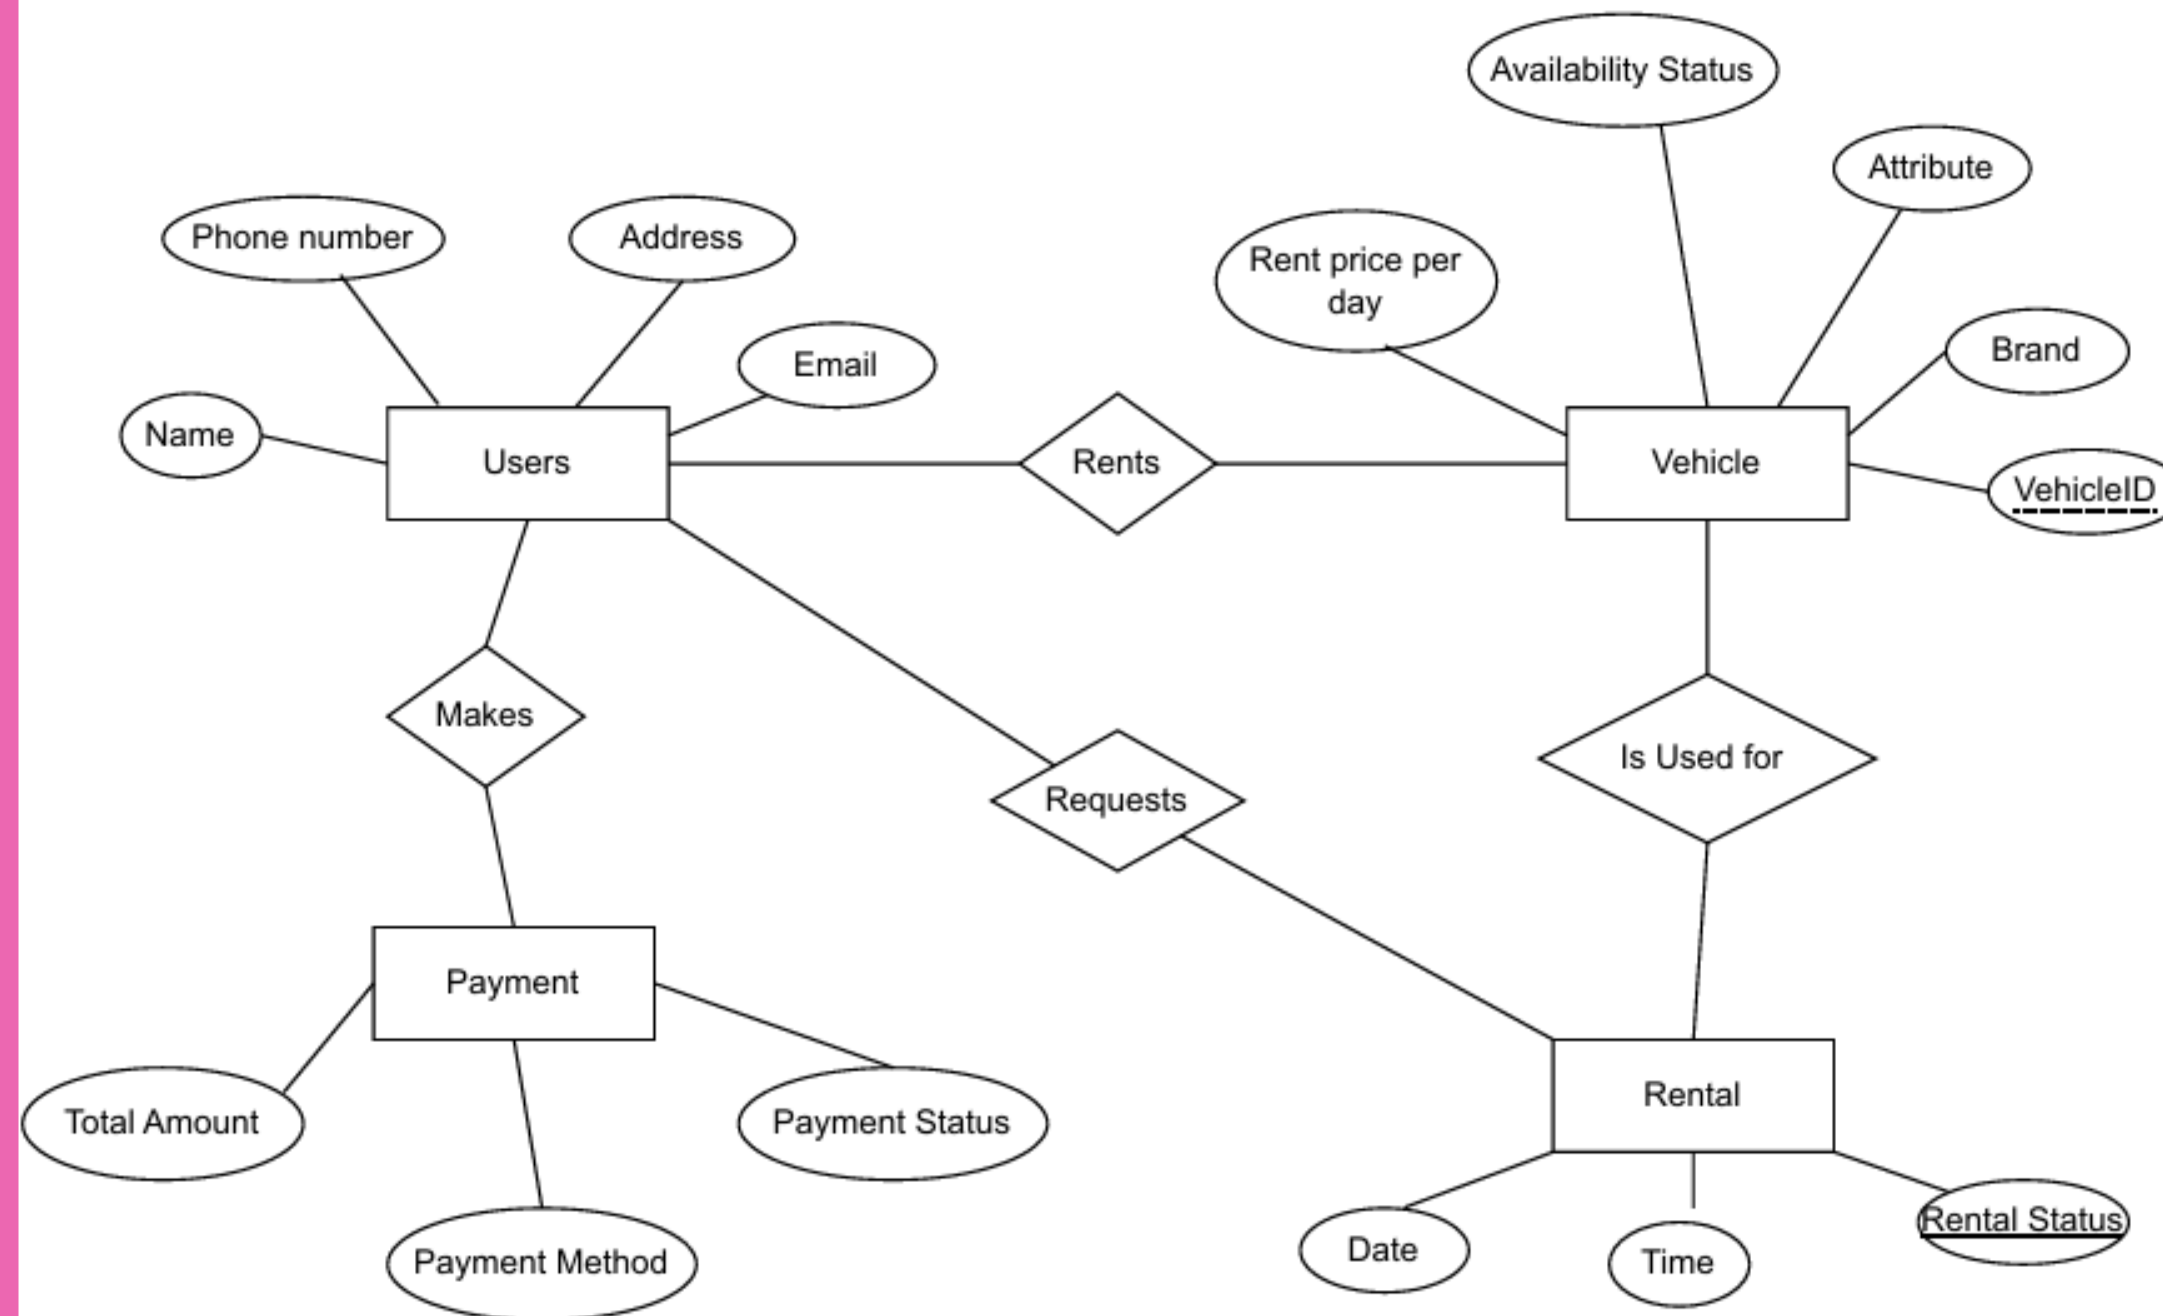 Availability Status
Attribute
Phone number
Address
Rent price per
day
Email
Brand
Name
Users
Rents
Vehicle
VehicleID
Makes
Is Used for
Requests
Payment
Rental
Total Amount
Payment Status
Rental Status
Date
Time
Payment Method